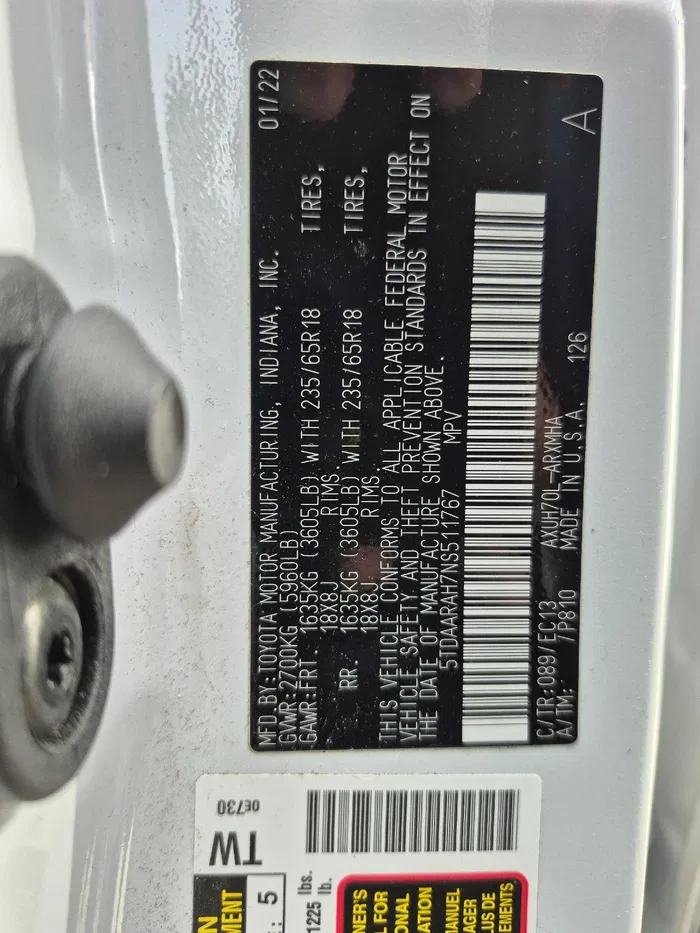 MFD.BY:TOYOTA MOTOR MANUFACTURING, INDIANA, INC. 01/22
GVWR:2700KG (5960LB)
GAWR:FRT. 1635KG (3605LB) WITH 235/65R18 TIRES,
18X8J RIMS.
RR. 1635KG (3605LB) WITH 235/65R18 TIRES,
18X8J RIMS.
THIS VEHICLE CONFORMS TO ALL APPLICABLE FEDERAL MOTOR
VEHICLE SAFETY AND THEFT PREVENTION STANDARDS IN EFFECT ON
THE DATE OF MANUFACTURE SHOWN ABOVE.
5TDAARAH7NS511767 MPV
C/TR:089/EC13 AXUH70L-ARXMHA A
A/TM: /P810 MADE IN U.S.A. 126
0E730
TW
: 5
1225 lbs.
lb.